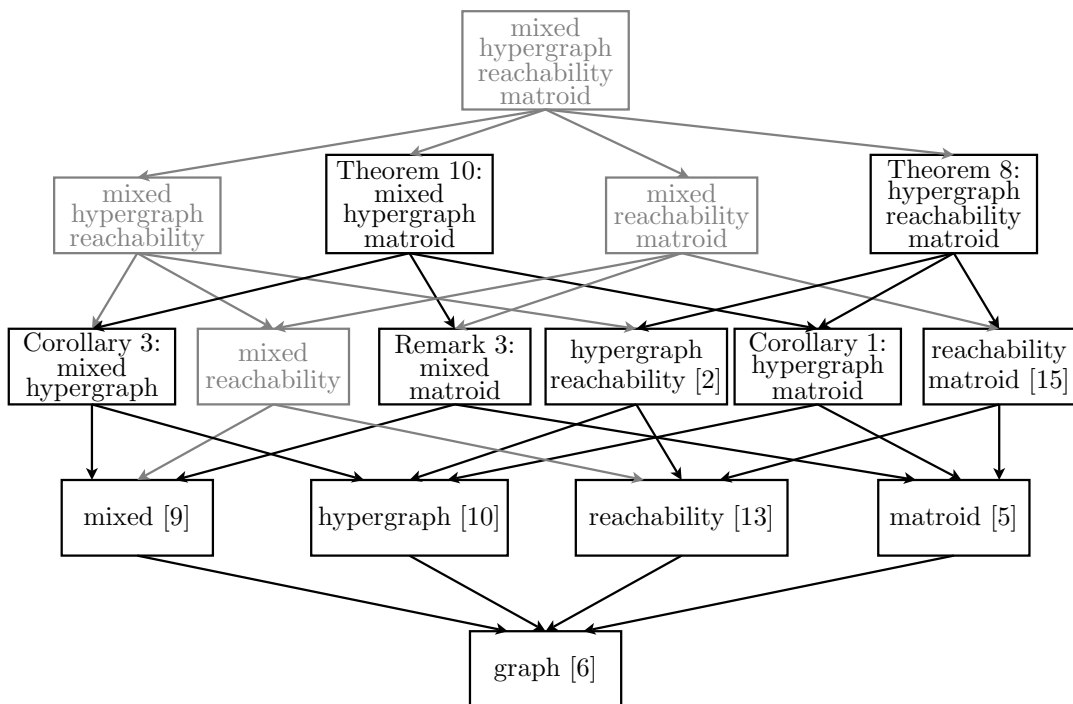 mixed
hypergraph
reachability
matroid
mixed
hypergraph
reachability
Theorem 10:
mixed
hypergraph
matroid
mixed
reachability
matroid
Theorem 8:
hypergraph
reachability
matroid
Corollary 3:
mixed
hypergraph
mixed
reachability
Remark 3:
mixed
matroid
hypergraph
reachability [2]
Corollary 1:
hypergraph
matroid
reachability
matroid [15]
mixed [9]
hypergraph [10]
reachability [13]
matroid [5]
graph [6]